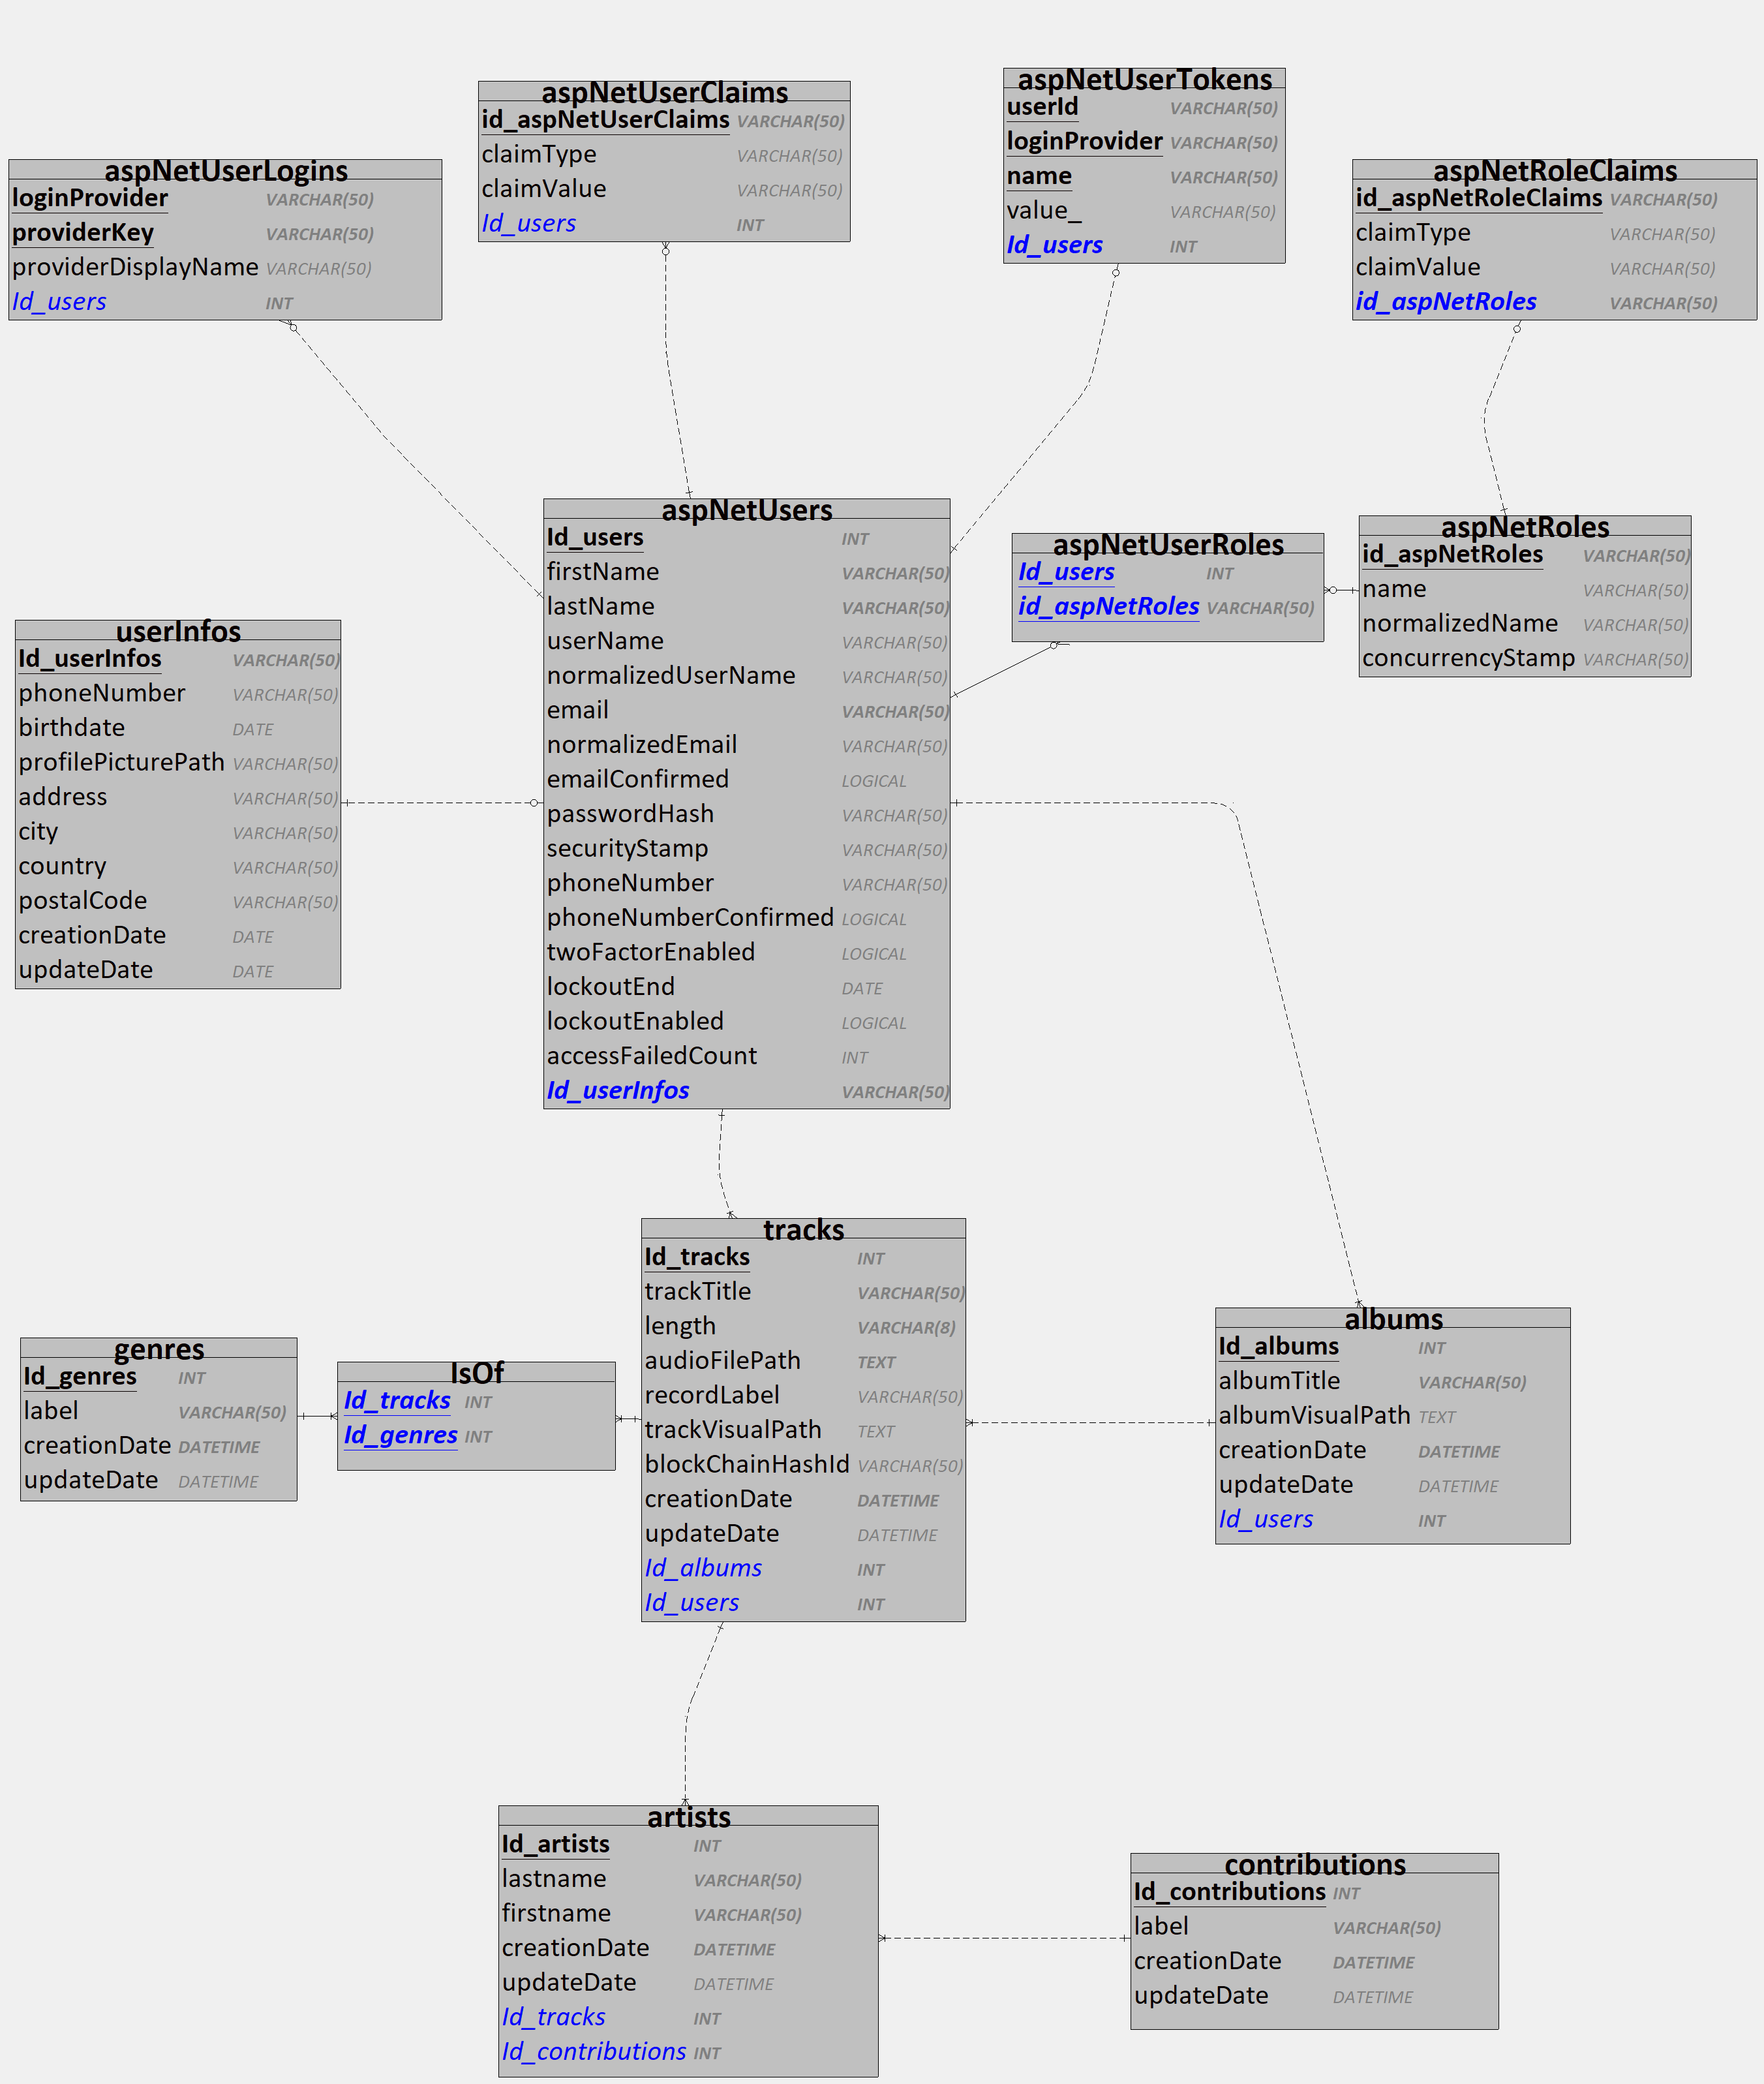 aspNetUserClaims
id_aspNetUserClaims VARCHAR(50)
claimType VARCHAR(50)
claimValue VARCHAR(50)
Id_users INT
aspNetUserTokens
userId VARCHAR(50)
loginProvider VARCHAR(50)
name VARCHAR(50)
value_ VARCHAR(50)
Id_users INT
aspNetUserLogins
loginProvider VARCHAR(50)
providerKey VARCHAR(50)
providerDisplayName VARCHAR(50)
Id_users INT
aspNetRoleClaims
id_aspNetRoleClaims VARCHAR(50)
claimType VARCHAR(50)
claimValue VARCHAR(50)
id_aspNetRoles VARCHAR(50)
aspNetUsers
Id_users INT
firstName VARCHAR(50)
lastName VARCHAR(50)
userName VARCHAR(50)
normalizedUserName VARCHAR(50)
email VARCHAR(50)
normalizedEmail VARCHAR(50)
emailConfirmed LOGICAL
passwordHash VARCHAR(50)
securityStamp VARCHAR(50)
phoneNumber VARCHAR(50)
phoneNumberConfirmed LOGICAL
twoFactorEnabled LOGICAL
lockoutEnd DATE
lockoutEnabled LOGICAL
accessFailedCount INT
Id_userInfos VARCHAR(50)
aspNetUserRoles
Id_users INT
id_aspNetRoles VARCHAR(50)
aspNetRoles
id_aspNetRoles VARCHAR(50)
name VARCHAR(50)
normalizedName VARCHAR(50)
concurrencyStamp VARCHAR(50)
userInfos
Id_userInfos VARCHAR(50)
phoneNumber VARCHAR(50)
birthdate DATE
profilePicturePath VARCHAR(50)
address VARCHAR(50)
city VARCHAR(50)
country VARCHAR(50)
postalCode VARCHAR(50)
creationDate DATE
updateDate DATE
tracks
Id_tracks INT
trackTitle VARCHAR(50)
length VARCHAR(8)
audioFilePath TEXT
recordLabel VARCHAR(50)
trackVisualPath TEXT
blockChainHashId VARCHAR(50)
creationDate DATETIME
updateDate DATETIME
Id_albums INT
Id_users INT
albums
Id_albums INT
albumTitle VARCHAR(50)
albumVisualPath TEXT
creationDate DATETIME
updateDate DATETIME
Id_users INT
genres
Id_genres INT
label VARCHAR(50)
creationDate DATETIME
updateDate DATETIME
IsOf
Id_tracks INT
Id_genres INT
artists
Id_artists INT
lastname VARCHAR(50)
firstname VARCHAR(50)
creationDate DATETIME
updateDate DATETIME
Id_tracks INT
Id_contributions INT
contributions
Id_contributions INT
label VARCHAR(50)
creationDate DATETIME
updateDate DATETIME